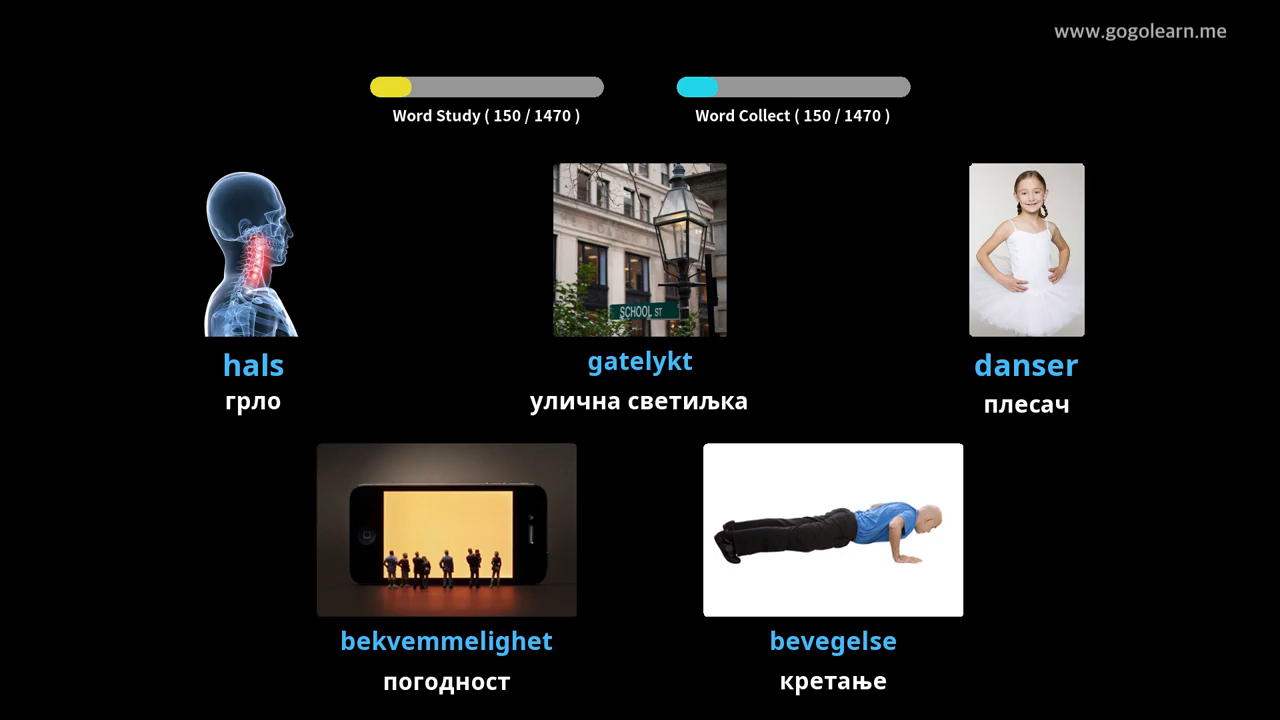 www.gogolearn.me
Word Study ( 150 / 1470 )
Word Collect ( 150 / 1470 )
SCHOOL ST
hals
грло
gatelykt
улична светиљка
danser
плесач
bekvemmelighet
погодност
bevegelse
кретање